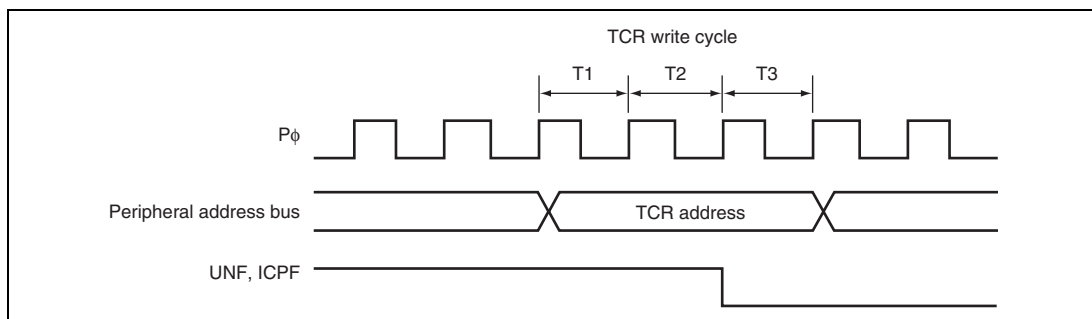 TCR write cycle
T1 T2 T3
Pϕ
Peripheral address bus
TCR address
UNF, ICPF